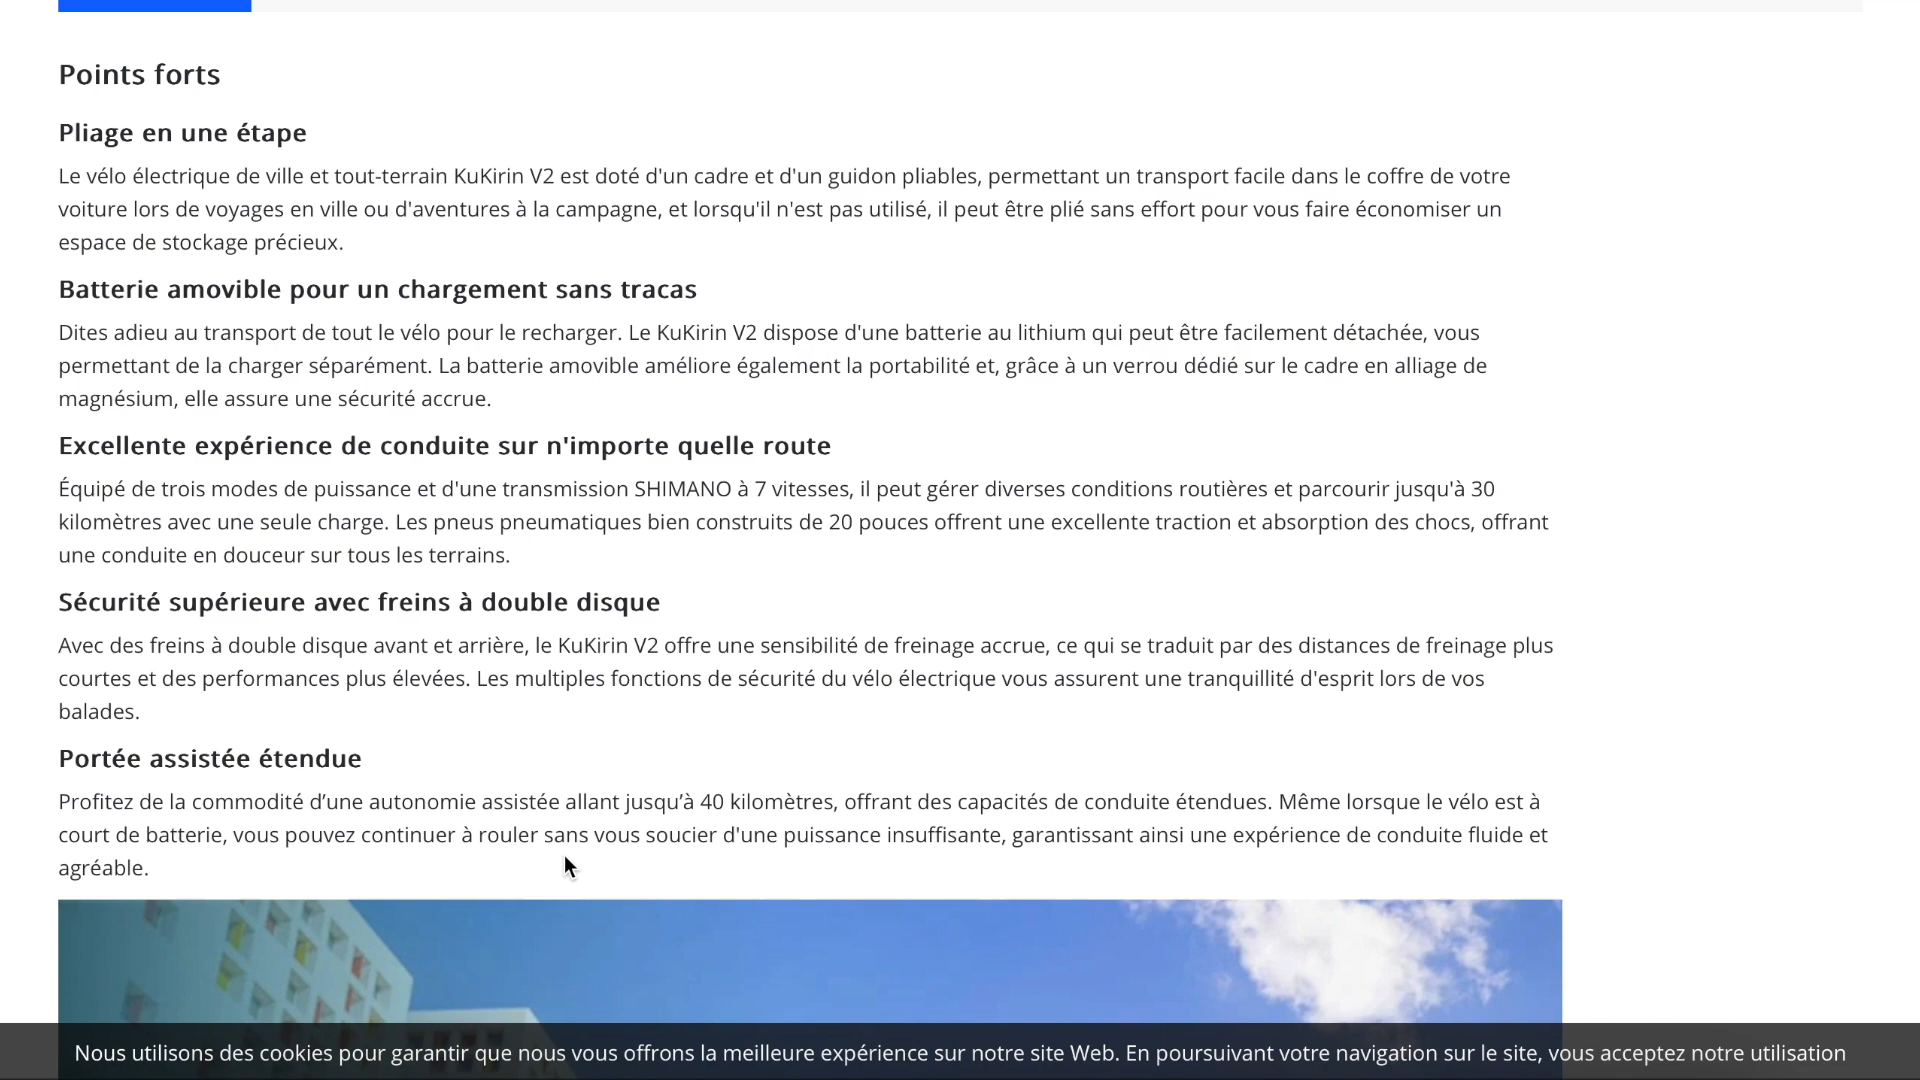 Points forts
Pliage en une étape
Le vélo électrique de ville et tout-terrain KuKirin V2 est doté d'un cadre et d'un guidon pliables, permettant un transport facile dans le coffre de votre
voiture lors de voyages en ville ou d'aventures à la campagne, et lorsqu'il n'est pas utilisé, il peut être plié sans effort pour vous faire économiser un
espace de stockage précieux.
Batterie amovible pour un chargement sans tracas
Dites adieu au transport de tout le vélo pour le recharger. Le KuKirin V2 dispose d'une batterie au lithium qui peut être facilement détachée, vous
permettant de la charger séparément. La batterie amovible améliore également la portabilité et, grâce à un verrou dédié sur le cadre en alliage de
magnésium, elle assure une sécurité accrue.
Excellente expérience de conduite sur n'importe quelle route
Équipé de trois modes de puissance et d'une transmission SHIMANO à 7 vitesses, il peut gérer diverses conditions routières et parcourir jusqu'à 30
kilomètres avec une seule charge. Les pneus pneumatiques bien construits de 20 pouces offrent une excellente traction et absorption des chocs, offrant
une conduite en douceur sur tous les terrains.
Sécurité supérieure avec freins à double disque
Avec des freins à double disque avant et arrière, le KuKirin V2 offre une sensibilité de freinage accrue, ce qui se traduit par des distances de freinage plus
courtes et des performances plus élevées. Les multiples fonctions de sécurité du vélo électrique vous assurent une tranquillité d'esprit lors de vos
balades.
Portée assistée étendue
Profitez de la commodité d’une autonomie assistée allant jusqu’à 40 kilomètres, offrant des capacités de conduite étendues. Même lorsque le vélo est à
court de batterie, vous pouvez continuer à rouler sans vous soucier d'une puissance insuffisante, garantissant ainsi une expérience de conduite fluide et
agréable.
Nous utilisons des cookies pour garantir que nous vous offrons la meilleure expérience sur notre site Web. En poursuivant votre navigation sur le site, vous acceptez notre utilisation